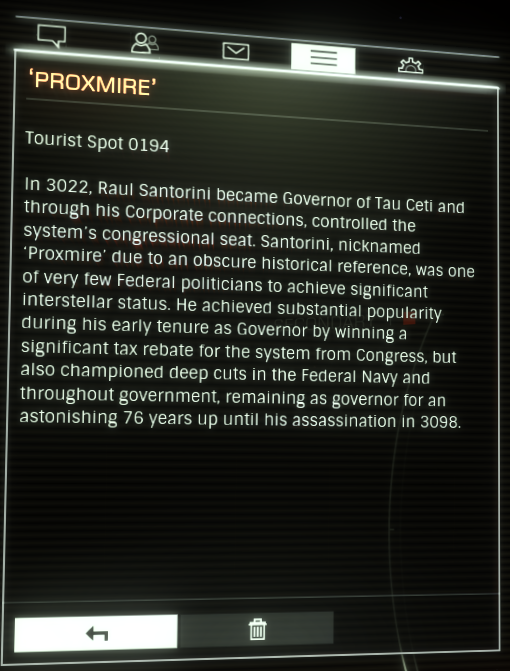 ‘PROXMIRE’
Tourist Spot 0194
In 3022, Raul Santorini became Governor of Tau Ceti and
through his Corporate connections, controlled the
system’s congressional seat. Santorini, nicknamed
‘Proxmire’ due to an obscure historical reference, was one
of very few Federal politicians to achieve significant
interstellar status. He achieved substantial popularity
during his early tenure as Governor by winning a
significant tax rebate for the system from Congress, but
also championed deep cuts in the Federal Navy and
throughout government, remaining as governor for an
astonishing 76 years up until his assassination in 3098.